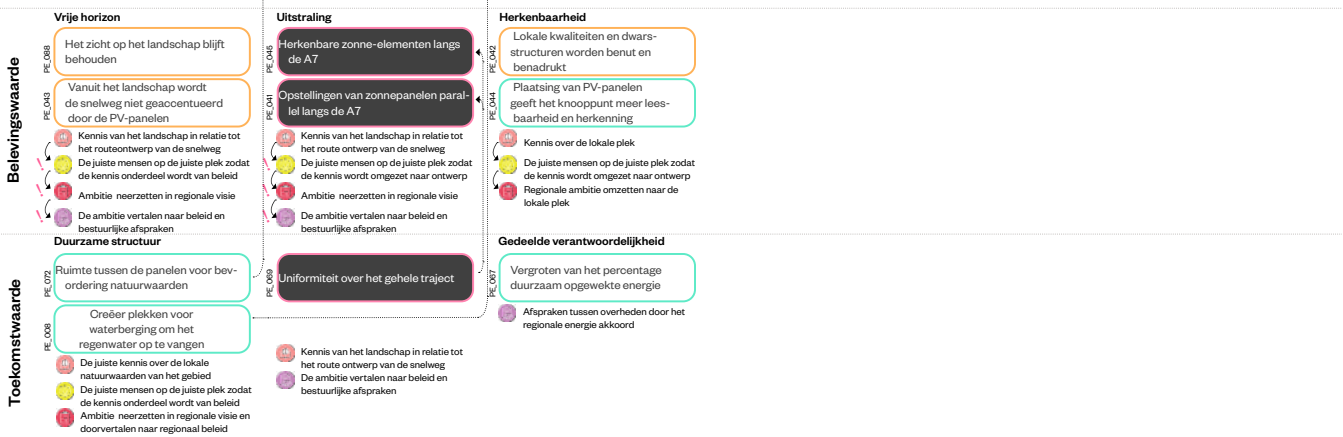 Belevingswaarde
Vrije horizon
PE_068
Het zicht op het landschap blijft
behouden
PE_043
Vanuit het landschap wordt
de snelweg niet geaccentueerd
door de PV-panelen
Kennis van het landschap in relatie tot
het routeontwerp van de snelweg
De juiste mensen op de juiste plek zodat
de kennis onderdeel wordt van beleid
Ambitie neerzetten in regionale visie
De ambitie vertalen naar beleid en
bestuurlijke afspraken
Uitstraling
PE_045
Herkenbare zonne-elementen langs
de A7
PE_041
Opstellingen van zonnepanelen paral-
lel langs de A7
Kennis van het landschap in relatie tot
het route ontwerp van de snelweg
De juiste mensen op de juiste plek zodat
de kennis wordt omgezet naar ontwerp
Ambitie neerzetten in regionale visie
De ambitie vertalen naar beleid en
bestuurlijke afspraken
Herkenbaarheid
PE_042
Lokale kwaliteiten en dwars-
structuren worden benut en
benadrukt
PE_044
Plaatsing van PV-panelen
geeft het knooppunt meer lees-
baarheid en herkenning
Kennis over de lokale plek
De juiste mensen op de juiste plek zodat
de kennis wordt omgezet naar ontwerp
Regionale ambitie omzetten naar de
lokale plek
Toekomstwaarde
Duurzame structuur
PE_072
Ruimte tussen de panelen voor bev-
ordering natuurwaarden
PE_008
Creëer plekken voor
waterberging om het
regenwater op te vangen
De juiste kennis over de lokale
natuurwaarden van het gebied
De juiste mensen op de juiste plek zodat
de kennis onderdeel wordt van beleid
Ambitie neerzetten in regionale visie en
doorvertalen naar regionaal beleid
PE_069
Uniformiteit over het gehele traject
Kennis van het landschap in relatie tot
het route ontwerp van de snelweg
De ambitie vertalen naar beleid en
bestuurlijke afspraken
Gedeelde verantwoordelijkheid
PE_067
Vergroten van het percentage
duurzaam opgewekte energie
Afspraken tussen overheden door het
regionale energie akkoord